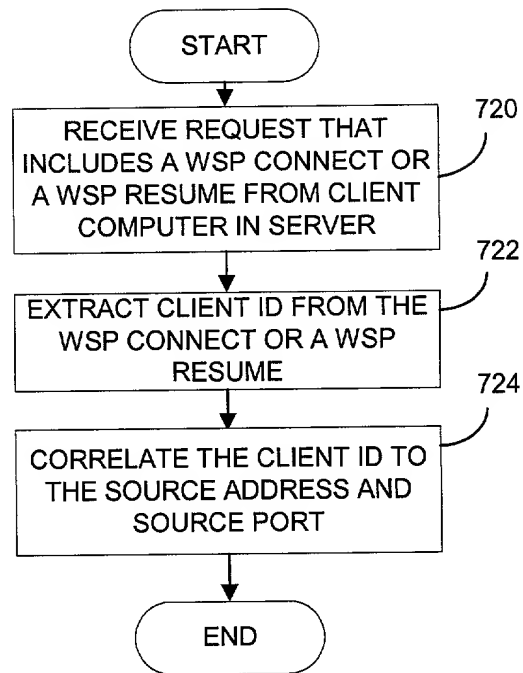 START
720
RECEIVE REQUEST THAT
INCLUDES A WSP CONNECT OR
A WSP RESUME FROM CLIENT
COMPUTER IN SERVER
722
EXTRACT CLIENT ID FROM THE
WSP CONNECT OR A WSP
RESUME
724
CORRELATE THE CLIENT ID TO
THE SOURCE ADDRESS AND
SOURCE PORT
END